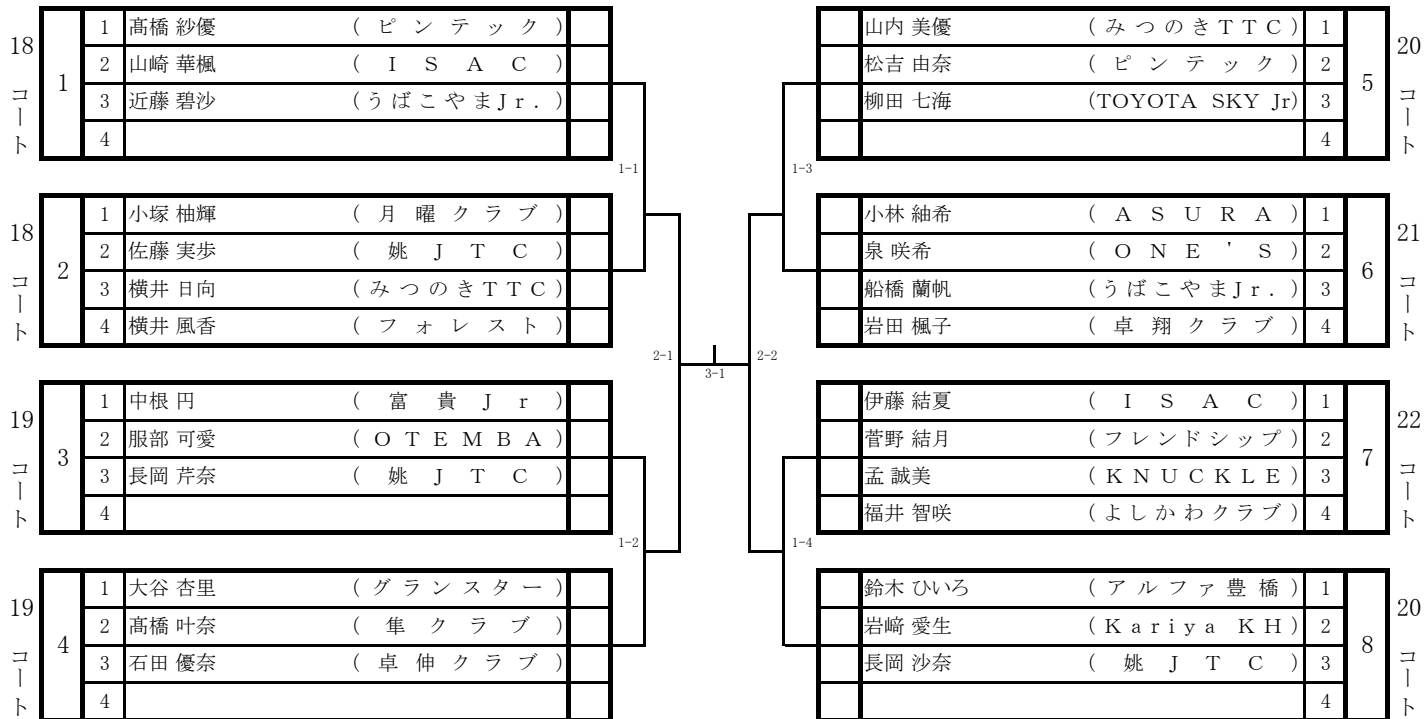 18 コート
1
1 髙橋 紗優 (ピンテック)
2 山崎 華楓 (ISAC)
3 近藤 碧沙 (うばこやまJr.)
4
18 コート
2
1 小塚 柚輝 (月曜クラブ)
2 佐藤 実歩 (姚JTC)
3 横井 日向 (みつのきTTC)
4 横井 風香 (フォレスト)
19 コート
3
1 中根 円 (富貴Jr)
2 服部 可愛 (OTEMBA)
3 長岡 芹奈 (姚JTC)
4
19 コート
4
1 大谷 杏里 (グランスター)
2 髙橋 叶奈 (隼クラブ)
3 石田 優奈 (卓伸クラブ)
4
1-1
1-2
2-1
3-1
2-2
1-3
1-4
山内 美優 (みつのきTTC) 1
松吉 由奈 (ピンテック) 2
柳田 七海 (TOYOTA SKY Jr) 3
4
5
20 コート
小林 紬希 (ASURA) 1
泉 咲希 (ONE'S) 2
船橋 蘭帆 (うばこやまJr.) 3
岩田 楓子 (卓翔クラブ) 4
6
21 コート
伊藤 結夏 (ISAC) 1
菅野 結月 (フレンドシップ) 2
孟 誠美 (KNUCKLE) 3
福井 智咲 (よしかわクラブ) 4
7
22 コート
鈴木 ひいろ (アルファ豊橋) 1
岩﨑 愛生 (Kariya KH) 2
長岡 沙奈 (姚JTC) 3
4
8
20 コート